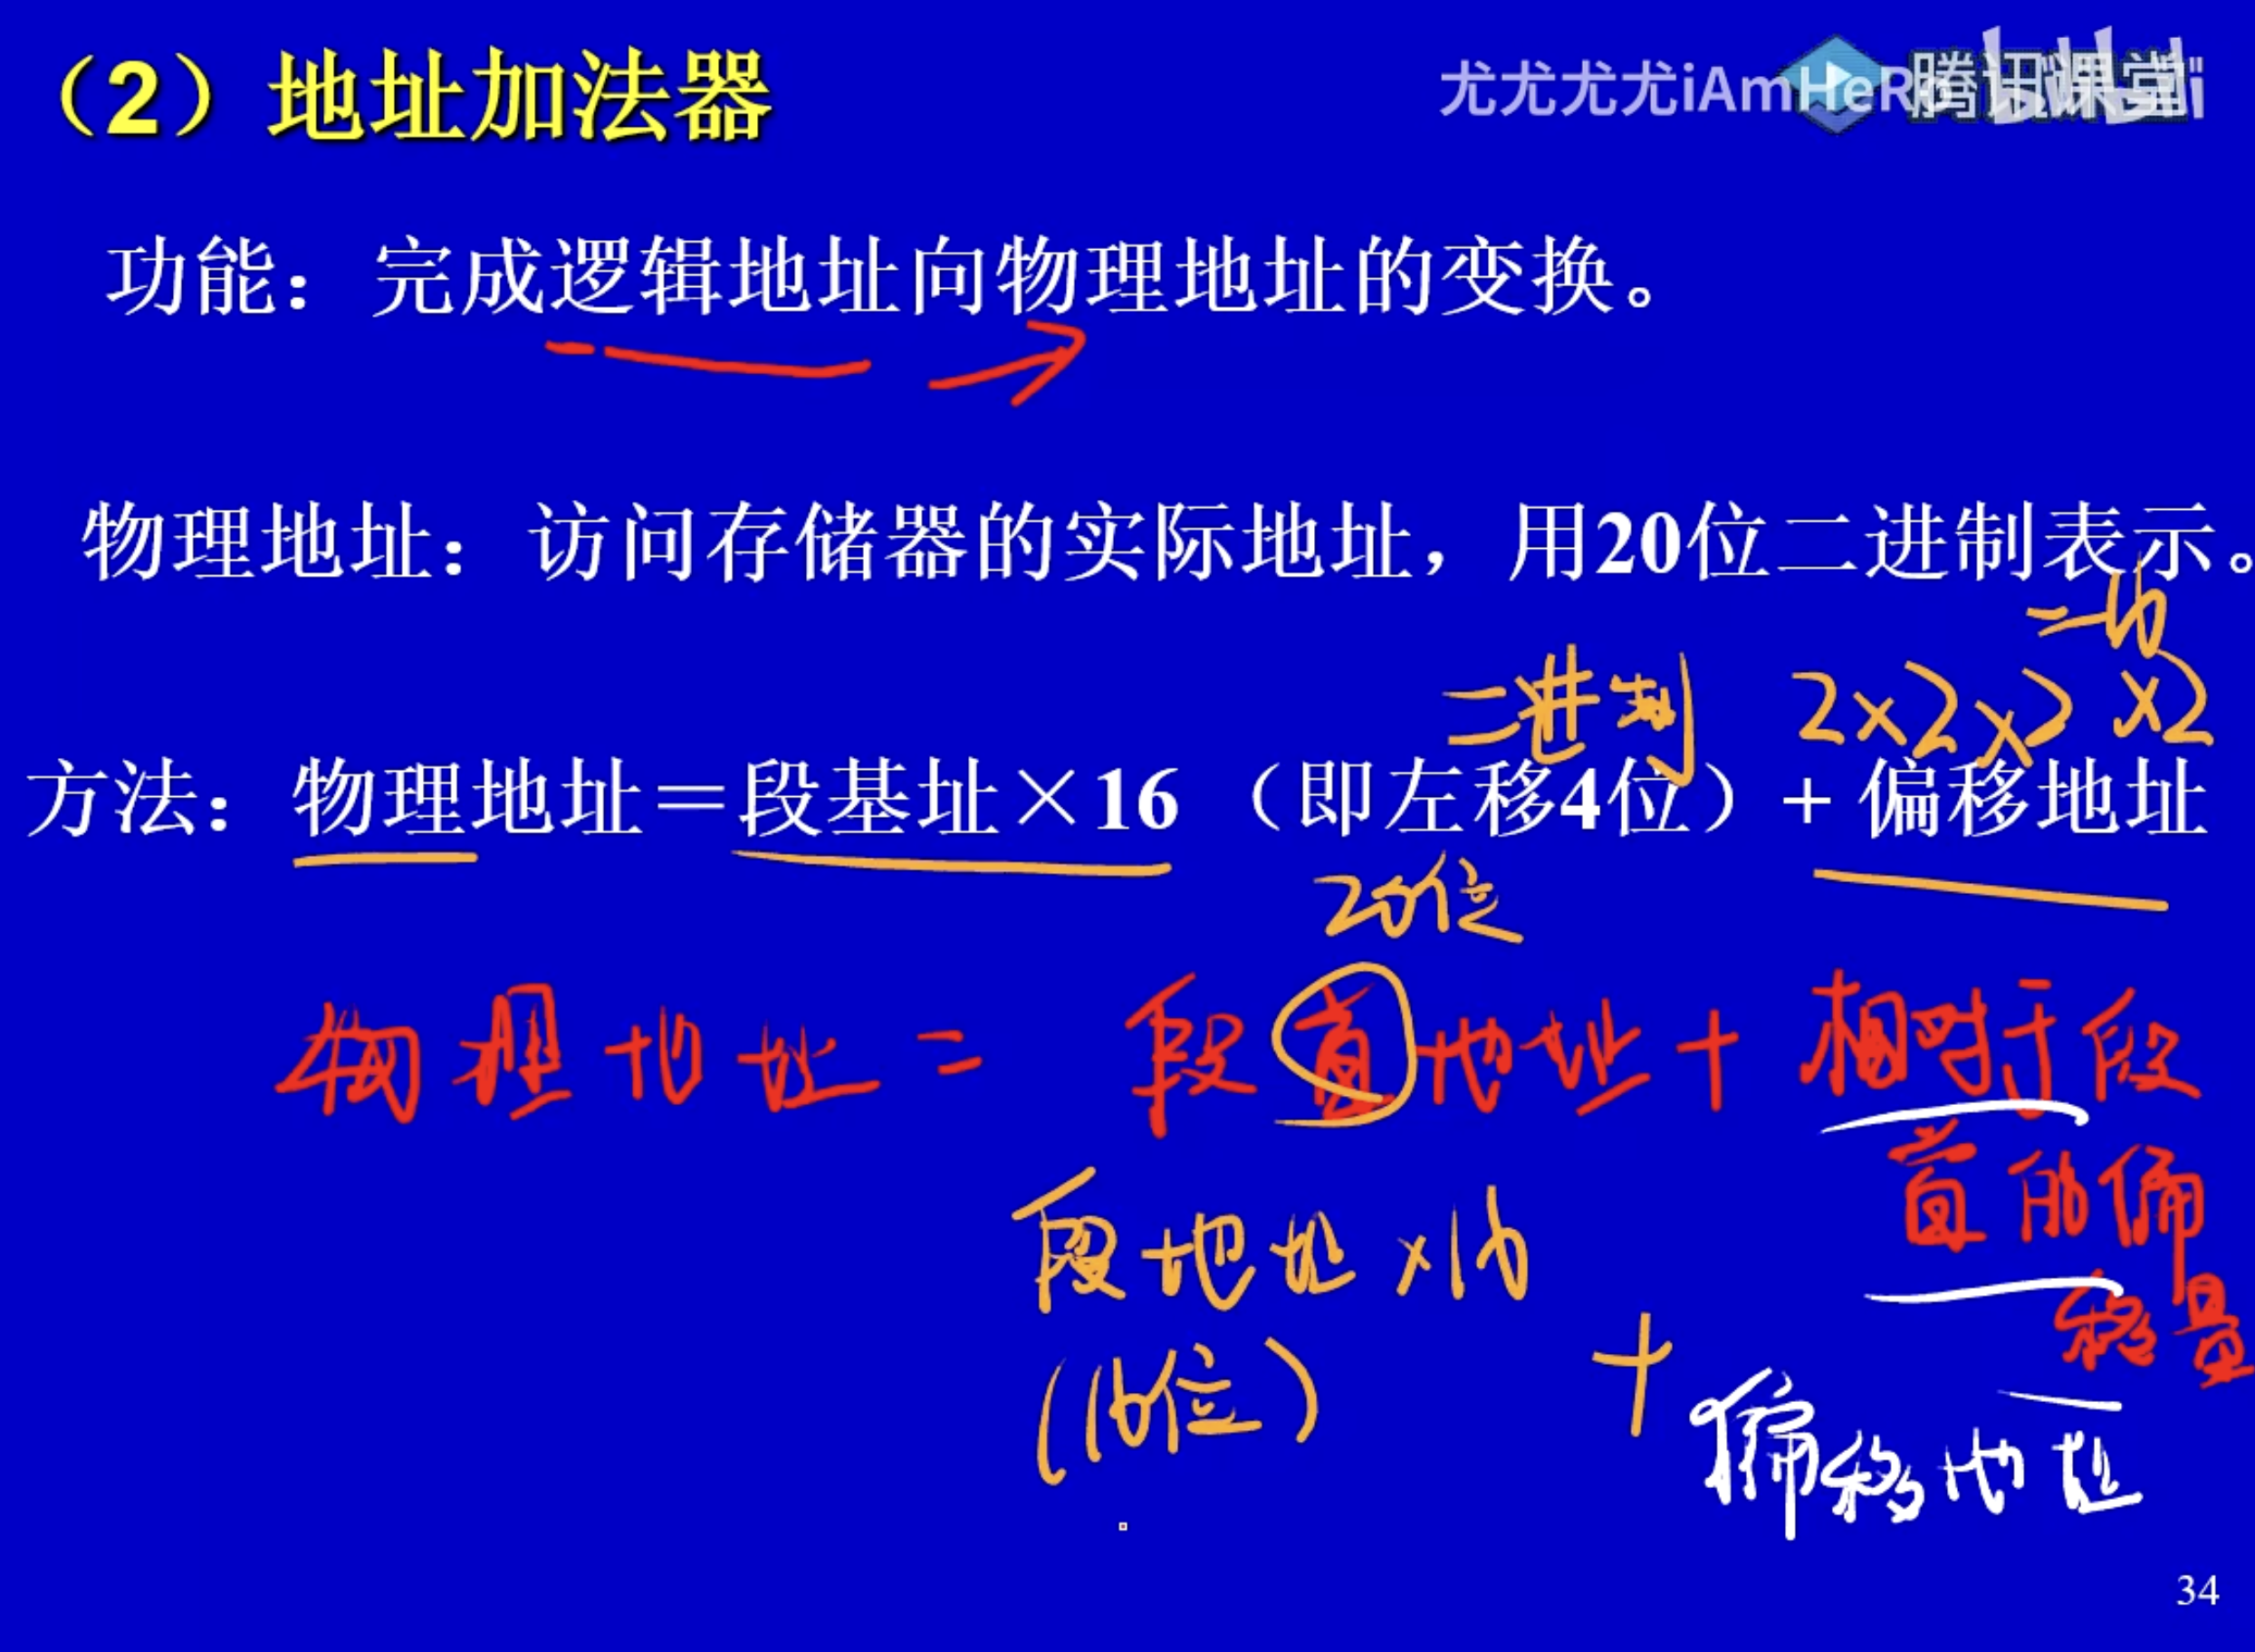 （2）地址加法器
尤尤尤尤iAmHeR 腾讯课堂
功能：完成逻辑地址向物理地址的变换。
物理地址：访问存储器的实际地址，用20位二进制表示。
=16
二进制 2×2×2×2
方法：物理地址＝段基址×16（即左移4位）+偏移地址
20位
物理地址= 段首地址+相对于段
首的偏
移量
段地址×16
(16位) +
偏移地址
34